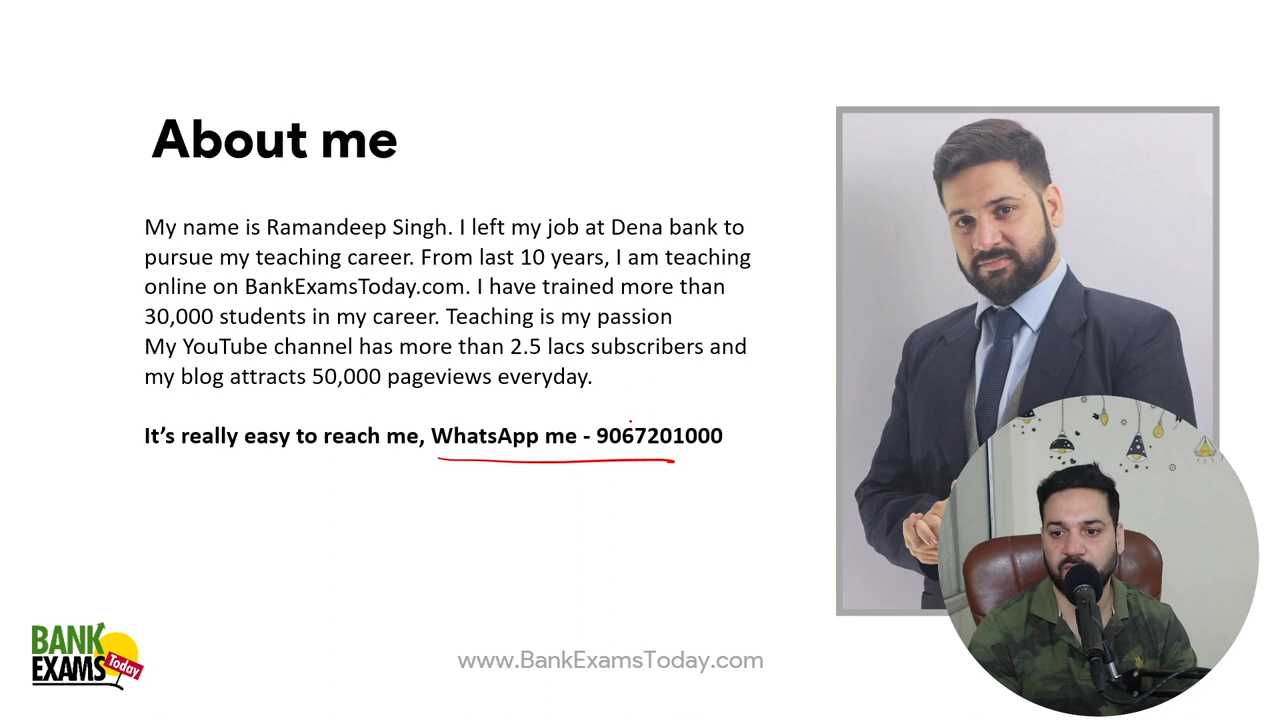 About me
My name is Ramandeep Singh. I left my job at Dena bank to
pursue my teaching career. From last 10 years, I am teaching
online on BankExamsToday.com. I have trained more than
30,000 students in my career. Teaching is my passion
My YouTube channel has more than 2.5 lacs subscribers and
my blog attracts 50,000 pageviews everyday.
It’s really easy to reach me, WhatsApp me - 9067201000
BANK
EXAMS Today
www.BankExamsToday.com